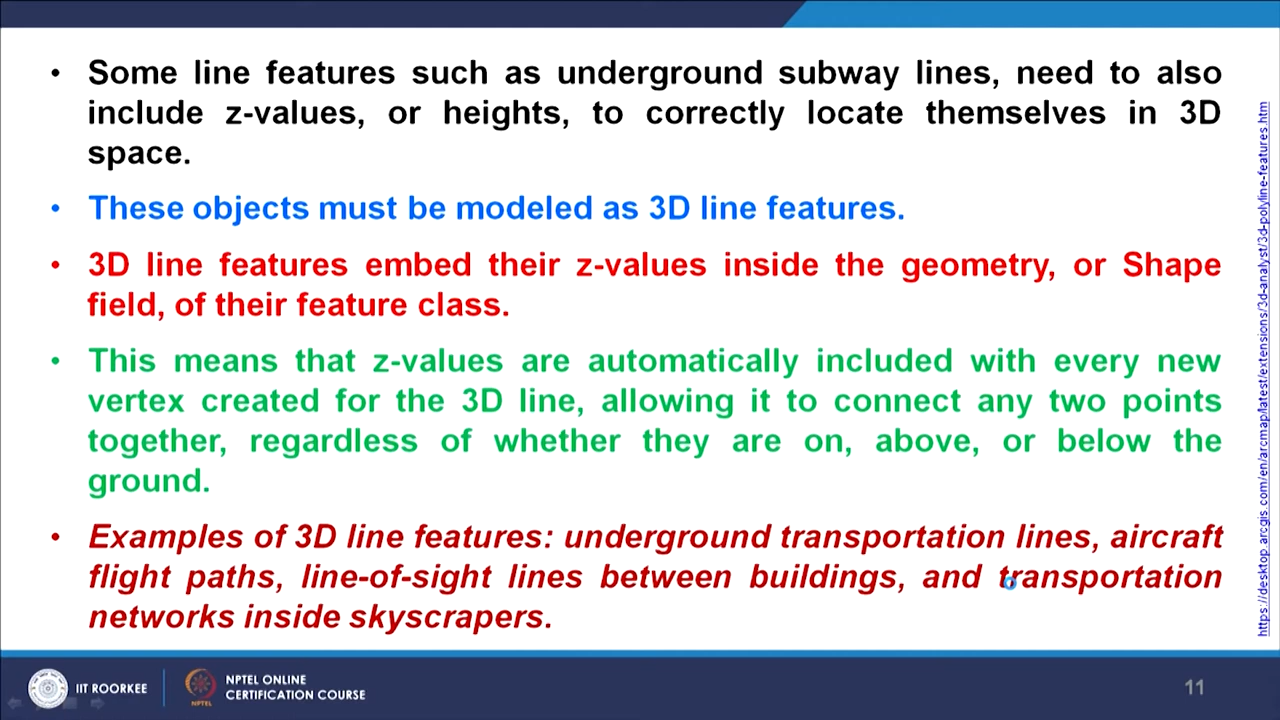 • Some line features such as underground subway lines, need to also
include z-values, or heights, to correctly locate themselves in 3D
space.
• These objects must be modeled as 3D line features.
• 3D line features embed their z-values inside the geometry, or Shape
field, of their feature class.
• This means that z-values are automatically included with every new
vertex created for the 3D line, allowing it to connect any two points
together, regardless of whether they are on, above, or below the
ground.
• Examples of 3D line features: underground transportation lines, aircraft
flight paths, line-of-sight lines between buildings, and transportation
networks inside skyscrapers.
https://desktop.arcgis.com/en/arcmap/latest/extensions/3d-analyst/3d-polyline-features.htm
IIT ROORKEE
NPTEL
NPTEL ONLINE
CERTIFICATION COURSE
11